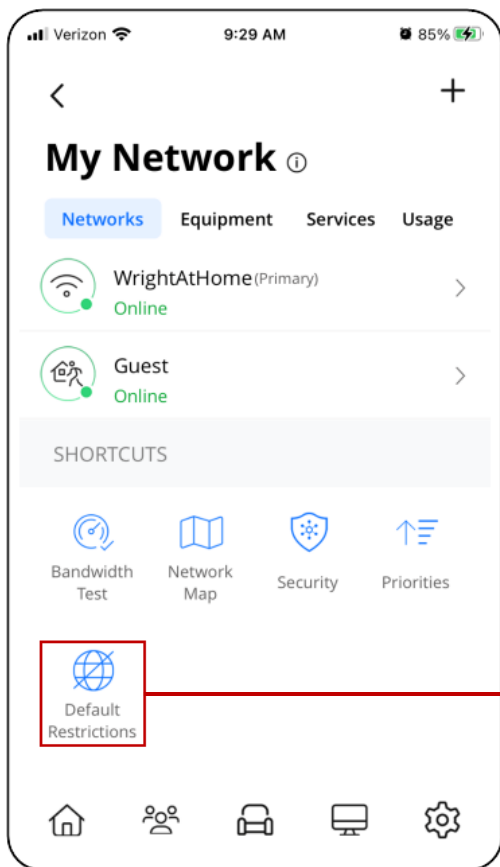 Verizon 9:29 AM 85%
My Network
Networks Equipment Services Usage
WrightAtHome (Primary)
Online
Guest
Online
SHORTCUTS
Bandwidth
Test
Network
Map
Security
Priorities
Default
Restrictions